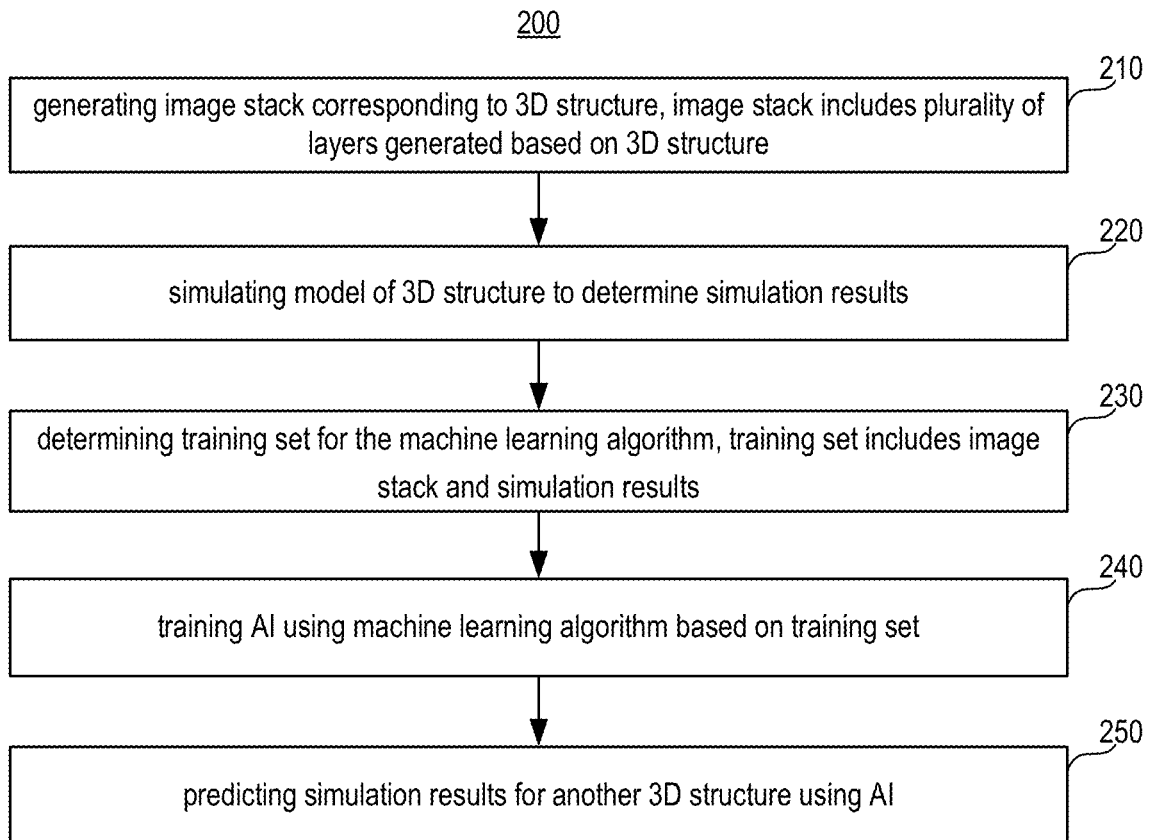 200
210
generating image stack corresponding to 3D structure, image stack includes plurality of
layers generated based on 3D structure
220
simulating model of 3D structure to determine simulation results
230
determining training set for the machine learning algorithm, training set includes image
stack and simulation results
240
training AI using machine learning algorithm based on training set
250
predicting simulation results for another 3D structure using AI